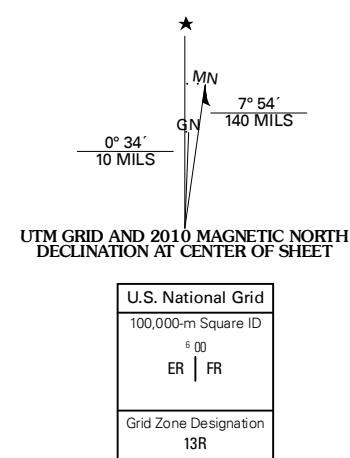 ★
MN
7° 54´
140 MILS
GN
0° 34´
10 MILS
UTM GRID AND 2010 MAGNETIC NORTH
DECLINATION AT CENTER OF SHEET
U.S. National Grid
100,000-m Square ID
6 00
ER | FR
Grid Zone Designation
13R